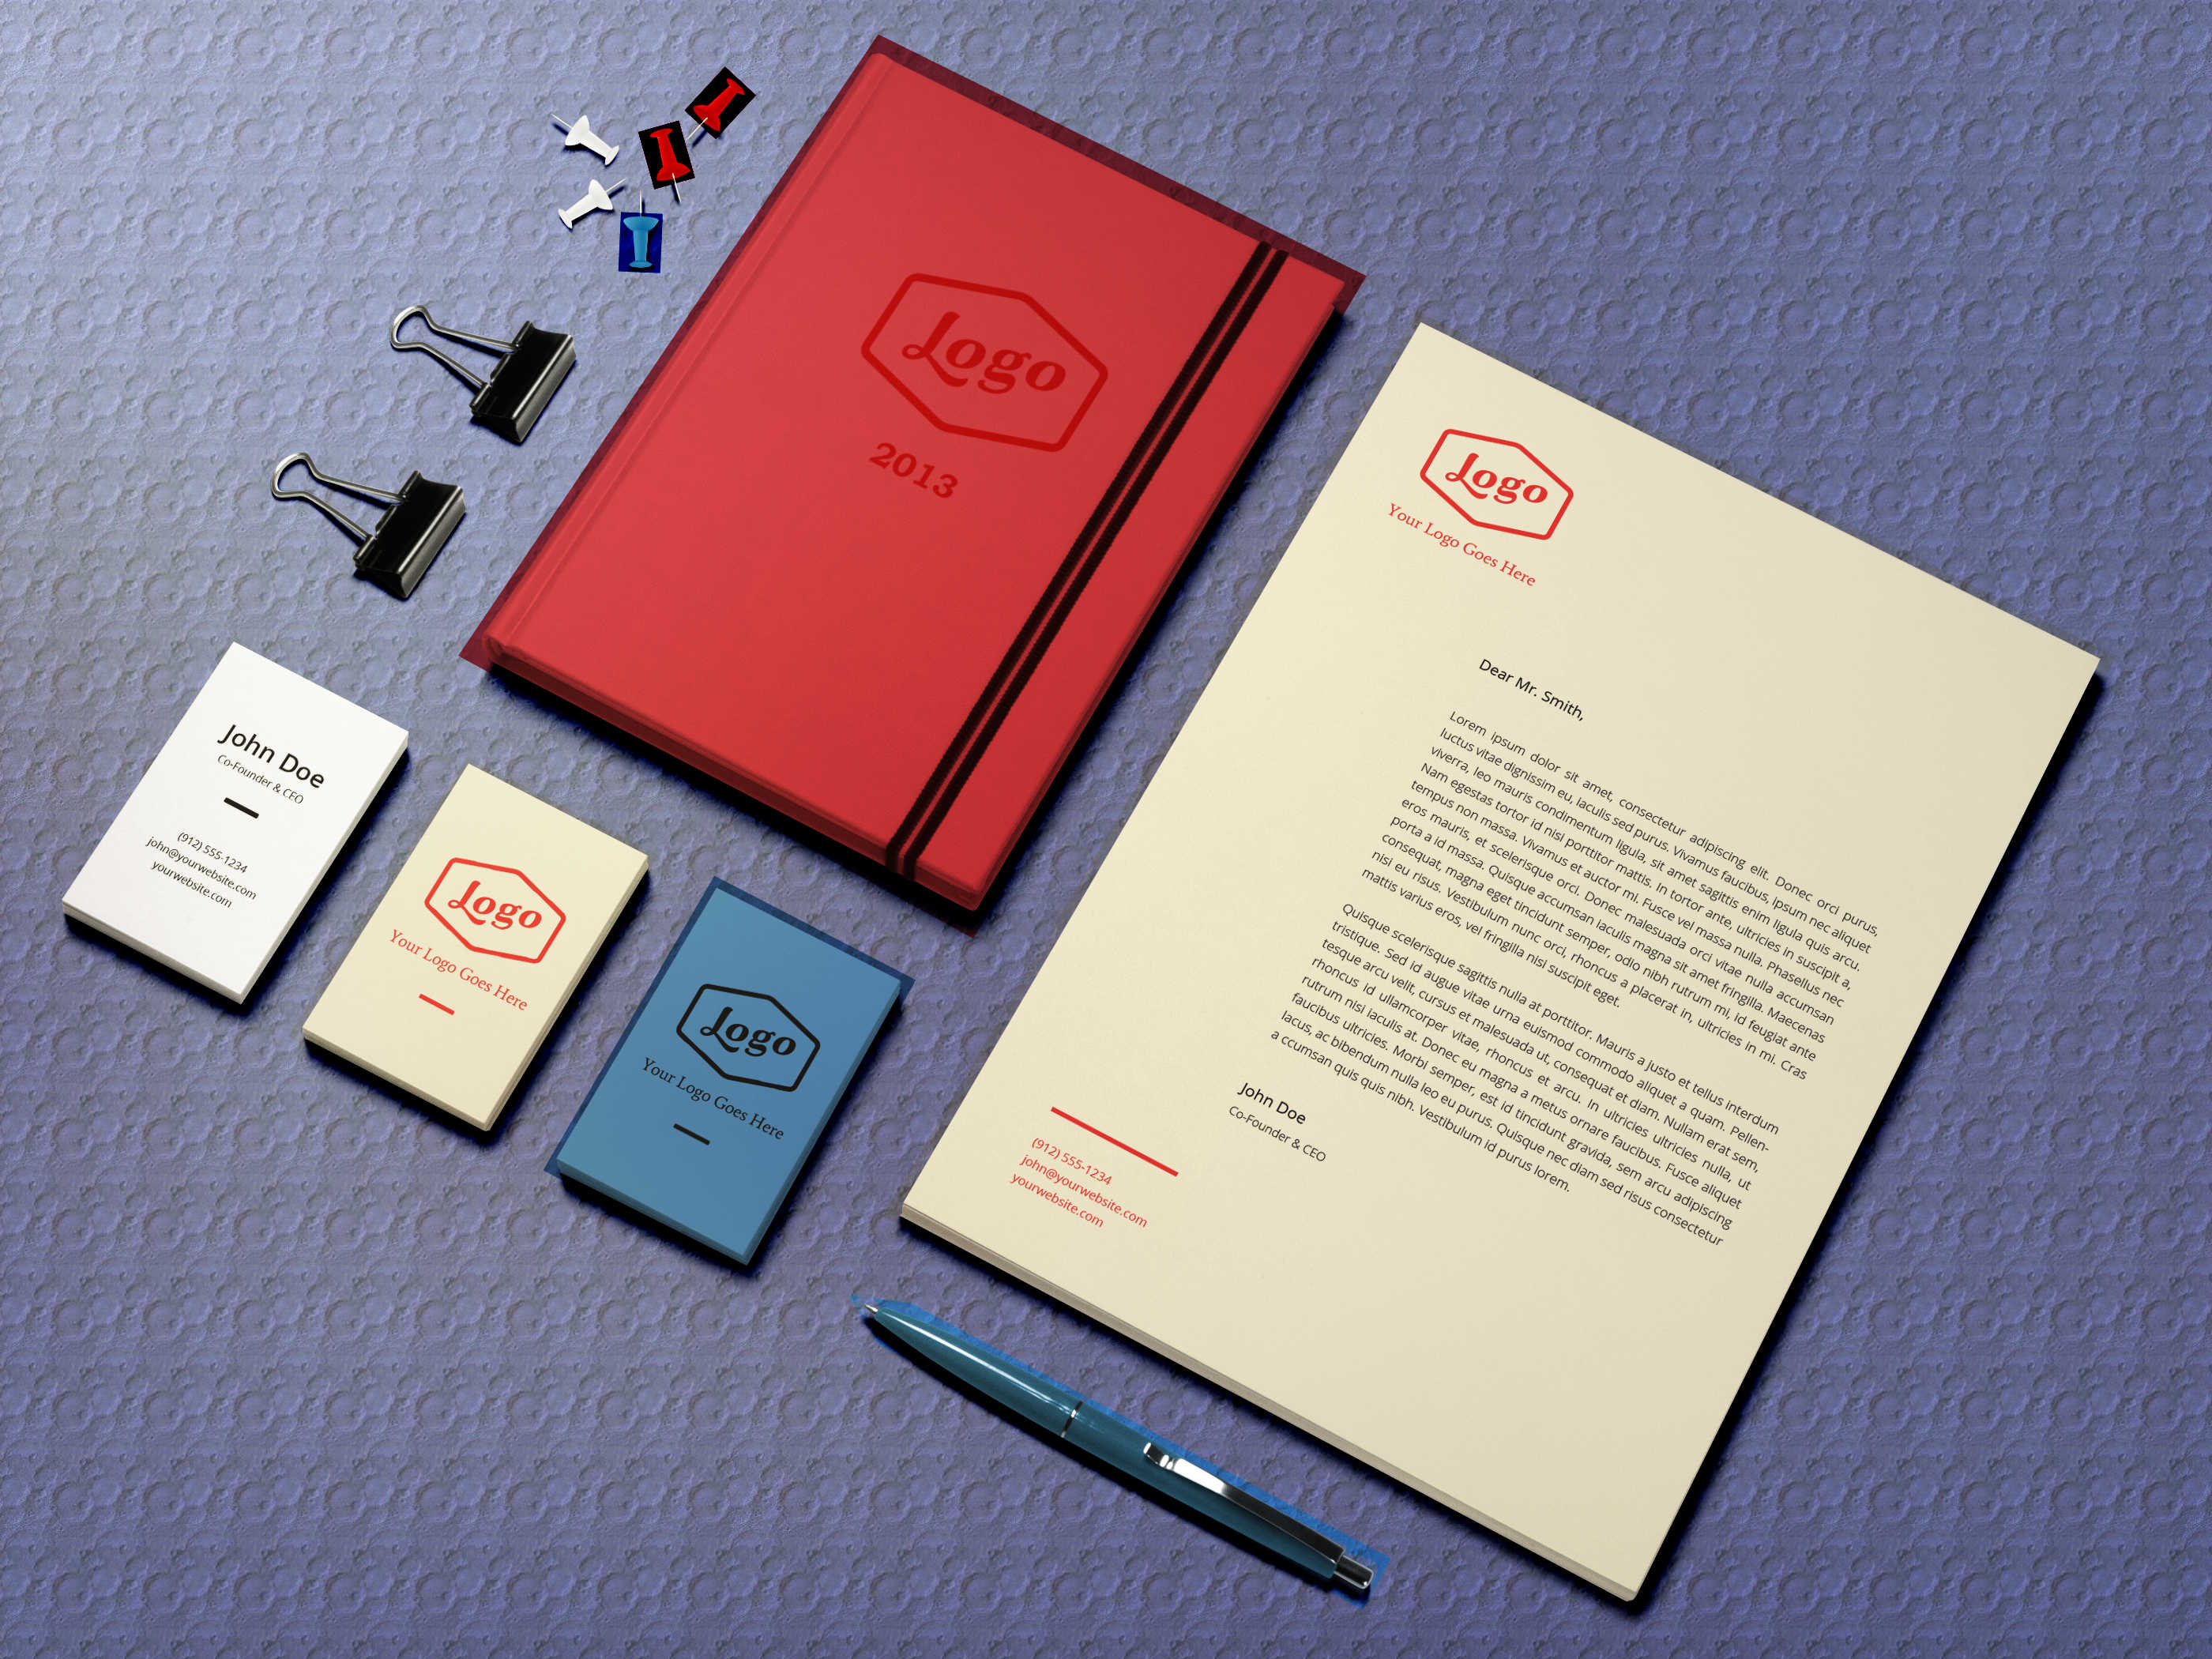 Logo
2013
Logo
Your Logo Goes Here
Dear Mr. Smith,
Lorem ipsum dolor sit amet, consectetur adipiscing elit. Donec orci purus,
luctus vitae dignissim eu, iaculis sed purus. Vivamus faucibus, ipsum nec aliquet
viverra, leo mauris condimentum ligula, sit amet sagittis enim ligula quis arcu.
Nam egestas tortor id nisi porttitor mattis. In tortor ante, ultricies in suscipit a,
tempus non massa. Vivamus et auctor mi. Fusce vel massa nulla. Phasellus nec
eros mauris, et scelerisque orci. Donec malesuada orci vitae nulla accumsan
porta a id massa. Quisque accumsan iaculis magna sit amet fringilla. Maecenas
consequat, magna eget tincidunt semper, odio nibh rutrum mi, id feugiat ante
nisi eu risus. Vestibulum nunc orci, rhoncus a placerat in, ultricies in mi. Cras
mattis varius eros, vel fringilla nisi suscipit eget.
Quisque scelerisque sagittis nulla at porttitor. Mauris a justo et tellus interdum
tristique. Sed id augue vitae urna euismod commodo aliquet a quam. Pellen-
tesque arcu velit, cursus et malesuada ut, consequat et diam. Nullam erat sem,
rhoncus id ullamcorper vitae, rhoncus et arcu. In ultricies ultricies nulla, ut
rutrum nisi iaculis at. Donec eu magna a metus ornare faucibus. Fusce aliquet
faucibus ultricies. Morbi semper, est id tincidunt gravida, sem arcu adipiscing
lacus, ac bibendum nulla leo eu purus. Quisque nec diam sed risus consectetur
a ccumsan quis quis nibh. Vestibulum id purus lorem.
John Doe
Co-Founder & CEO
(912) 555-1234
john@yourwebsite.com
yourwebsite.com
John Doe
Co-Founder & CEO
(912) 555-1234
john@yourwebsite.com
yourwebsite.com
Logo
Your Logo Goes Here
Logo
Your Logo Goes Here